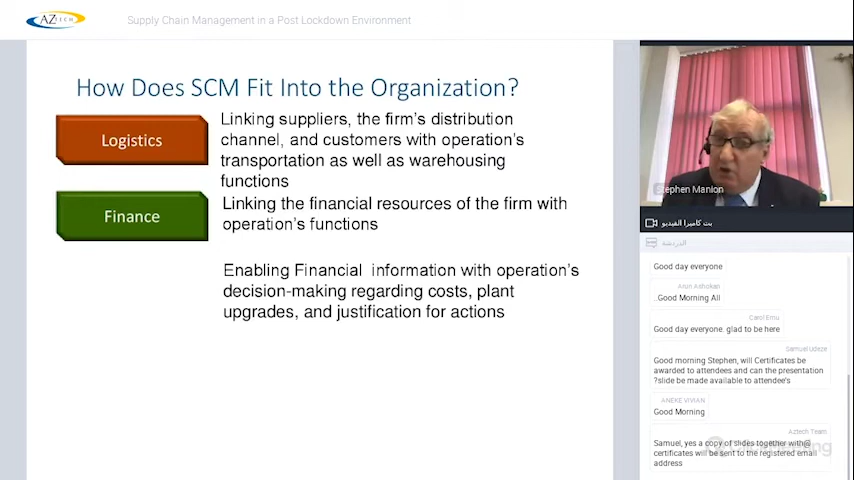 AZTECH
Supply Chain Management in a Post Lockdown Environment
How Does SCM Fit Into the Organization?
Logistics
Linking suppliers, the firm's distribution
channel, and customers with operation's
transportation as well as warehousing
functions
Finance
Linking the financial resources of the firm with
operation's functions
Enabling Financial information with operation's
decision-making regarding costs, plant
upgrades, and justification for actions
Stephen Manion
بث كاميرا الفيديو
الدردشة
Good day everyone
Arun Ashokan
..Good Morning All
Carol Emu
Good day everyone. glad to be here
Samuel Udeze
Good morning Stephen, will Certificates be
awarded to attendees and can the presentation
?slide be made available to attendee's
ANEKE VIVIAN
Good Morning
Aztech Team
Samuel, yes a copy of slides together with
certificates will be sent to the registered email
address